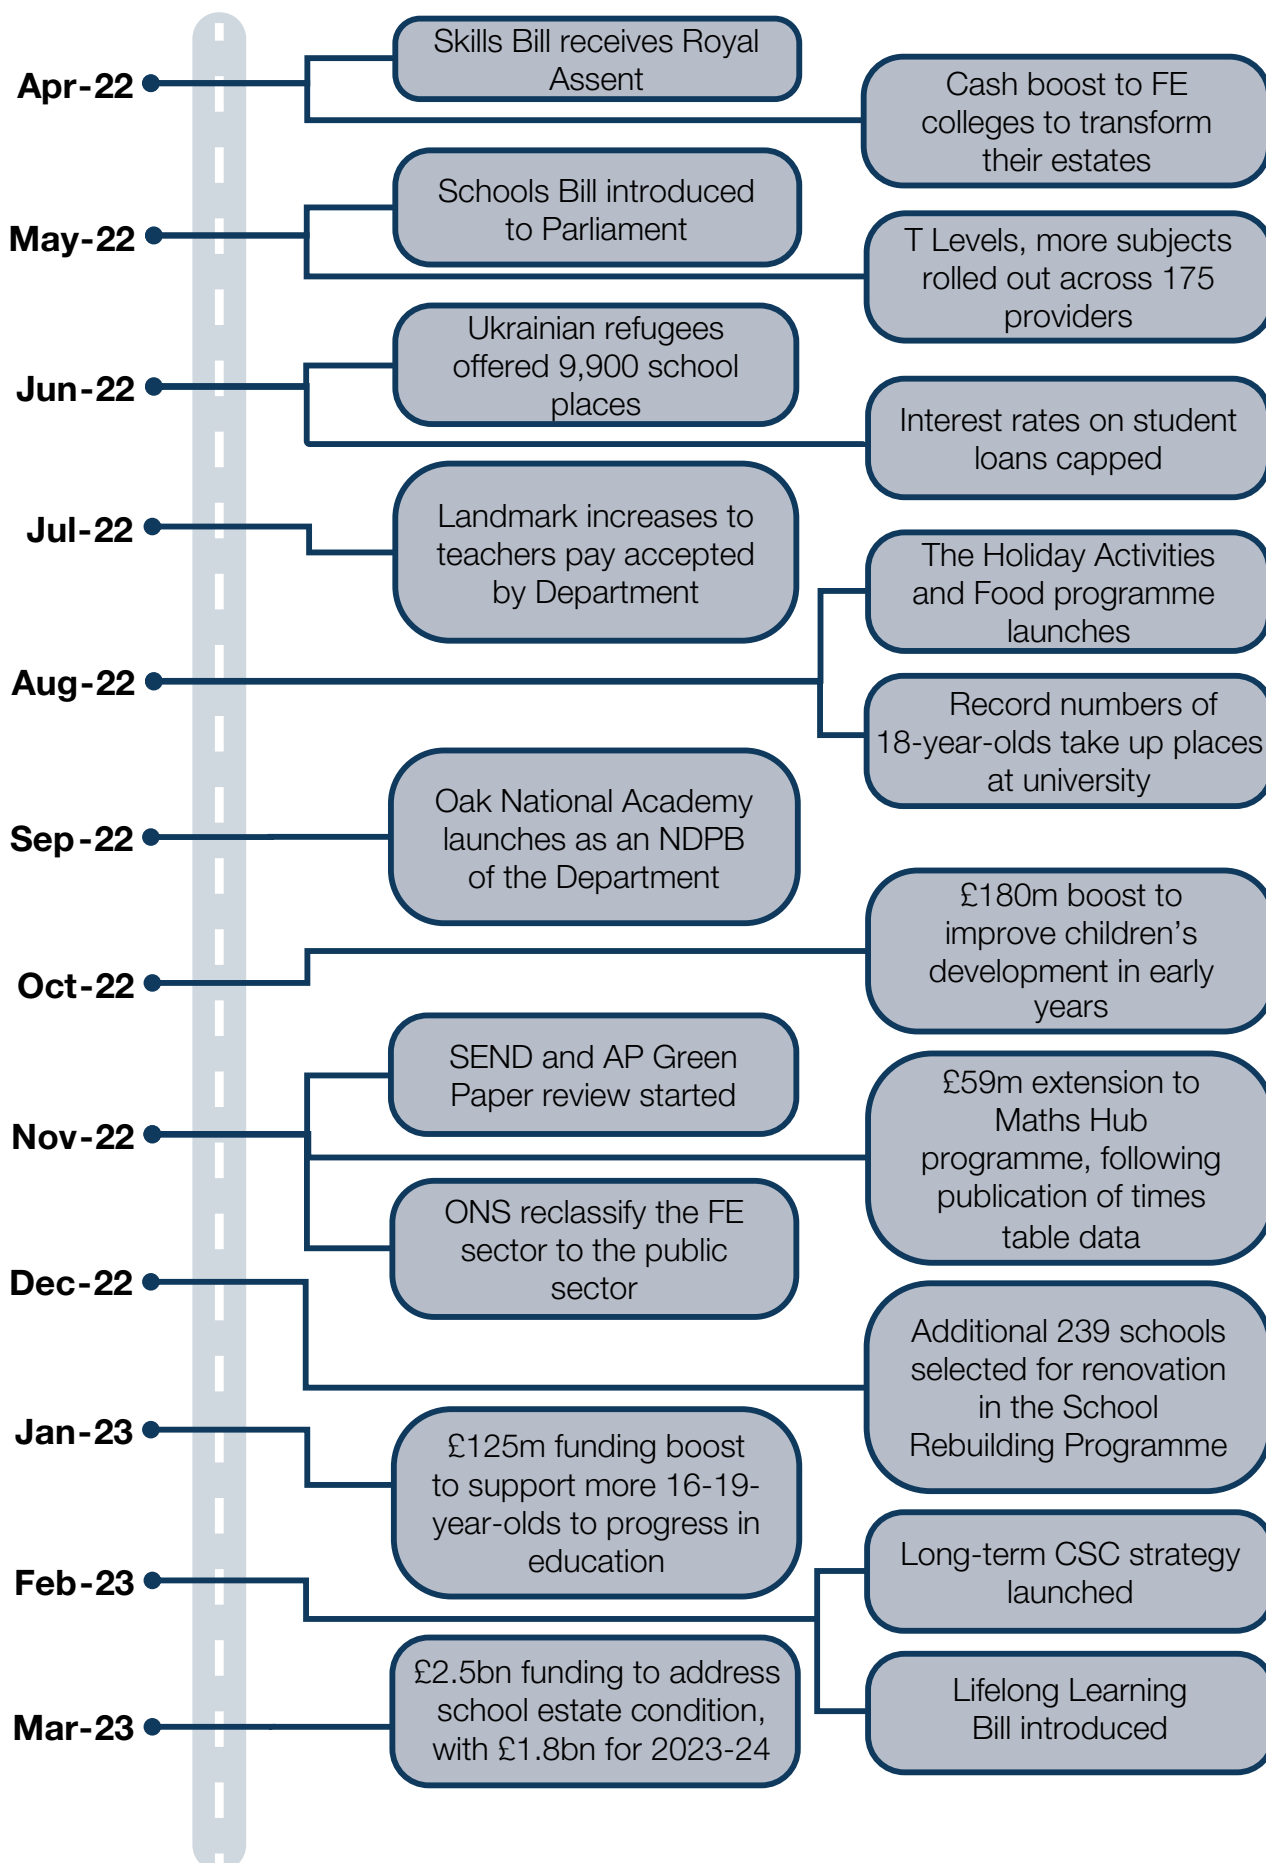 Apr-22
Skills Bill receives Royal
Assent
Cash boost to FE
colleges to transform
their estates
May-22
Schools Bill introduced
to Parliament
T Levels, more subjects
rolled out across 175
providers
Jun-22
Ukrainian refugees
offered 9,900 school
places
Interest rates on student
loans capped
Jul-22
Landmark increases to
teachers pay accepted
by Department
Aug-22
The Holiday Activities
and Food programme
launches
Record numbers of
18-year-olds take up places
at university
Sep-22
Oak National Academy
launches as an NDPB
of the Department
Oct-22
£180m boost to
improve children’s
development in early
years
Nov-22
SEND and AP Green
Paper review started
£59m extension to
Maths Hub
programme, following
publication of times
table data
ONS reclassify the FE
sector to the public
sector
Dec-22
Additional 239 schools
selected for renovation
in the School
Rebuilding Programme
Jan-23
£125m funding boost
to support more 16-19-
year-olds to progress in
education
Feb-23
Long-term CSC strategy
launched
Lifelong Learning
Bill introduced
Mar-23
£2.5bn funding to address
school estate condition,
with £1.8bn for 2023-24